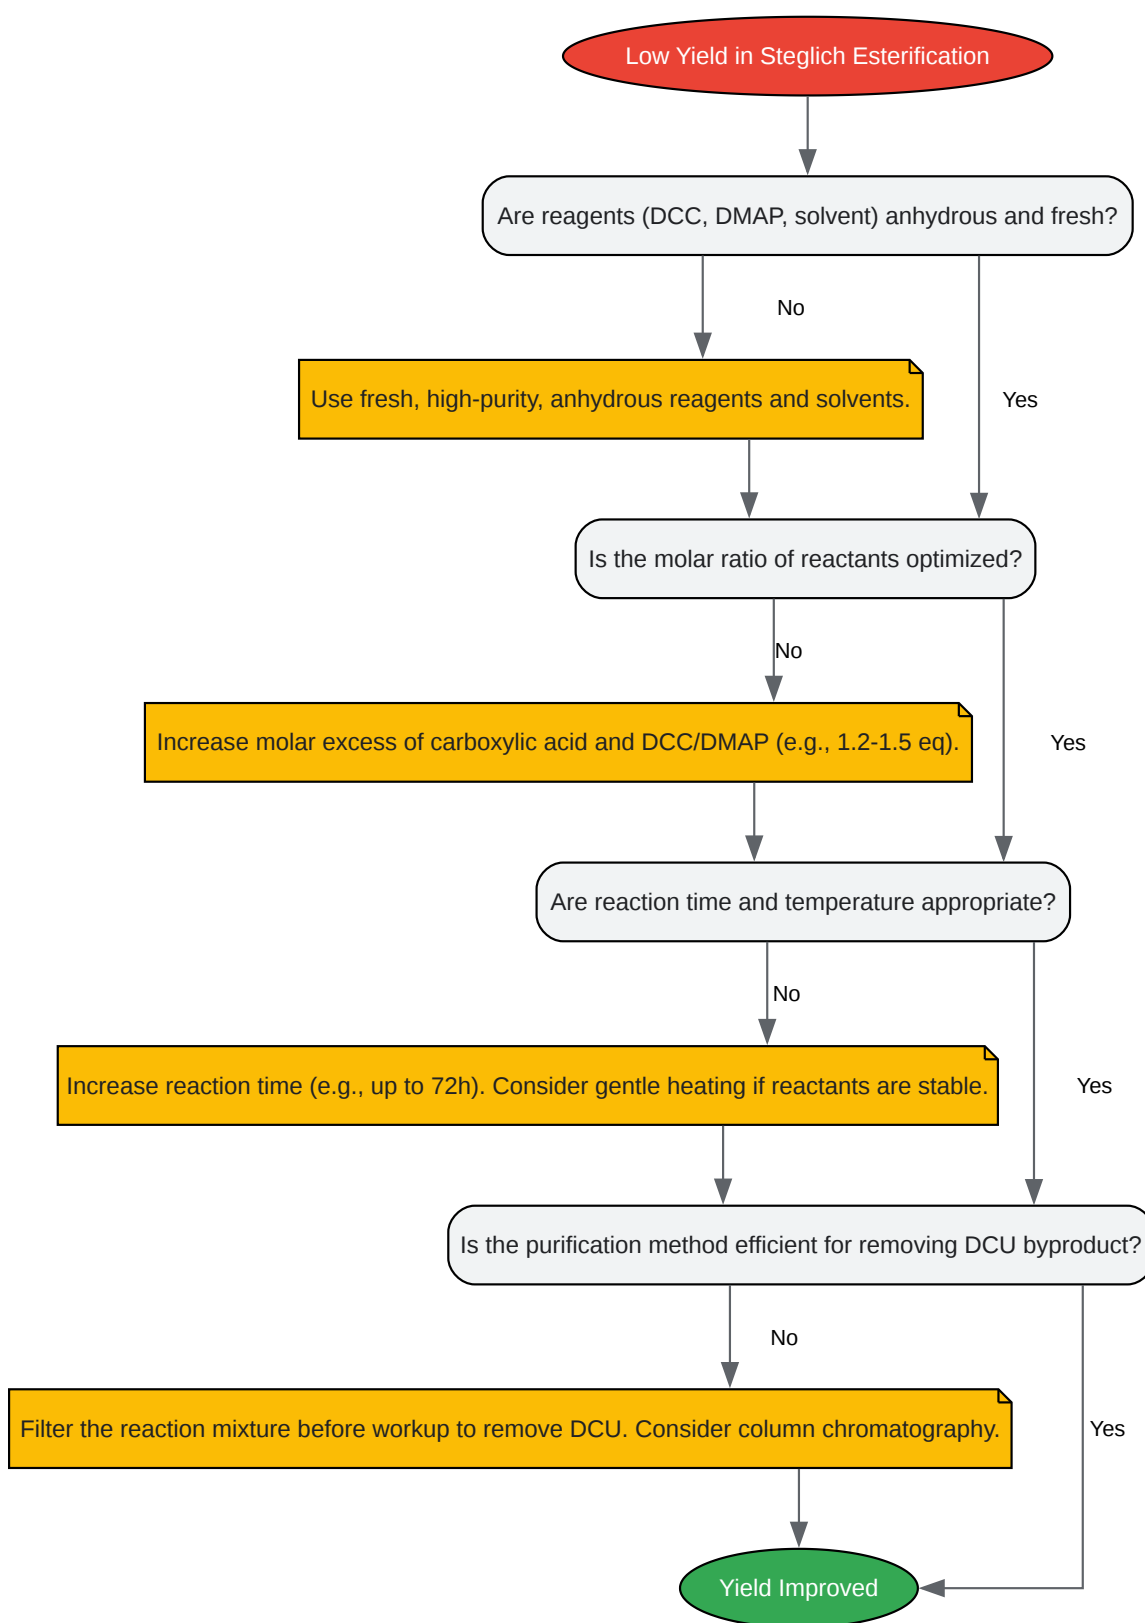 Low Yield in Steglich Esterification
Are reagents (DCC, DMAP, solvent) anhydrous and fresh?
No
Use fresh, high-purity, anhydrous reagents and solvents.
Yes
Is the molar ratio of reactants optimized?
No
Increase molar excess of carboxylic acid and DCC/DMAP (e.g., 1.2-1.5 eq).
Yes
Are reaction time and temperature appropriate?
No
Increase reaction time (e.g., up to 72h). Consider gentle heating if reactants are stable.
Yes
Is the purification method efficient for removing DCU byproduct?
No
Filter the reaction mixture before workup to remove DCU. Consider column chromatography.
Yes
Yield Improved